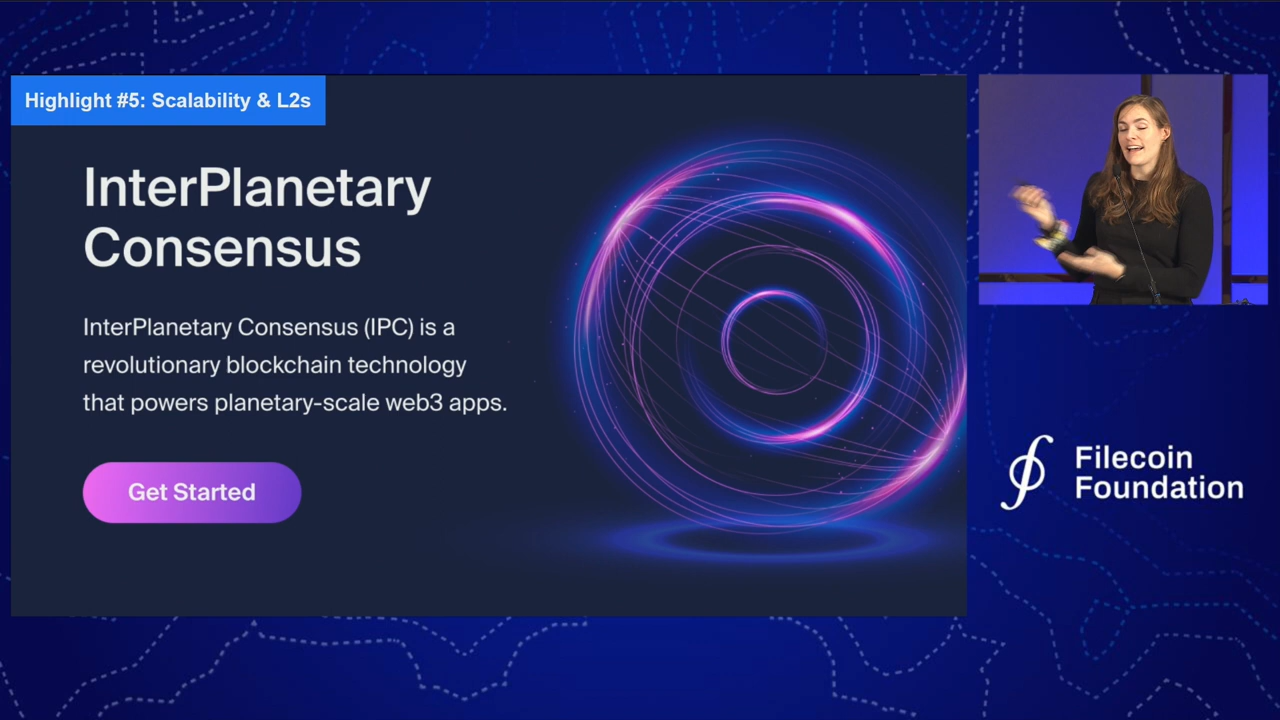 Highlight #5: Scalability & L2s
InterPlanetary
Consensus
InterPlanetary Consensus (IPC) is a
revolutionary blockchain technology
that powers planetary-scale web3 apps.
Get Started
Filecoin
Foundation